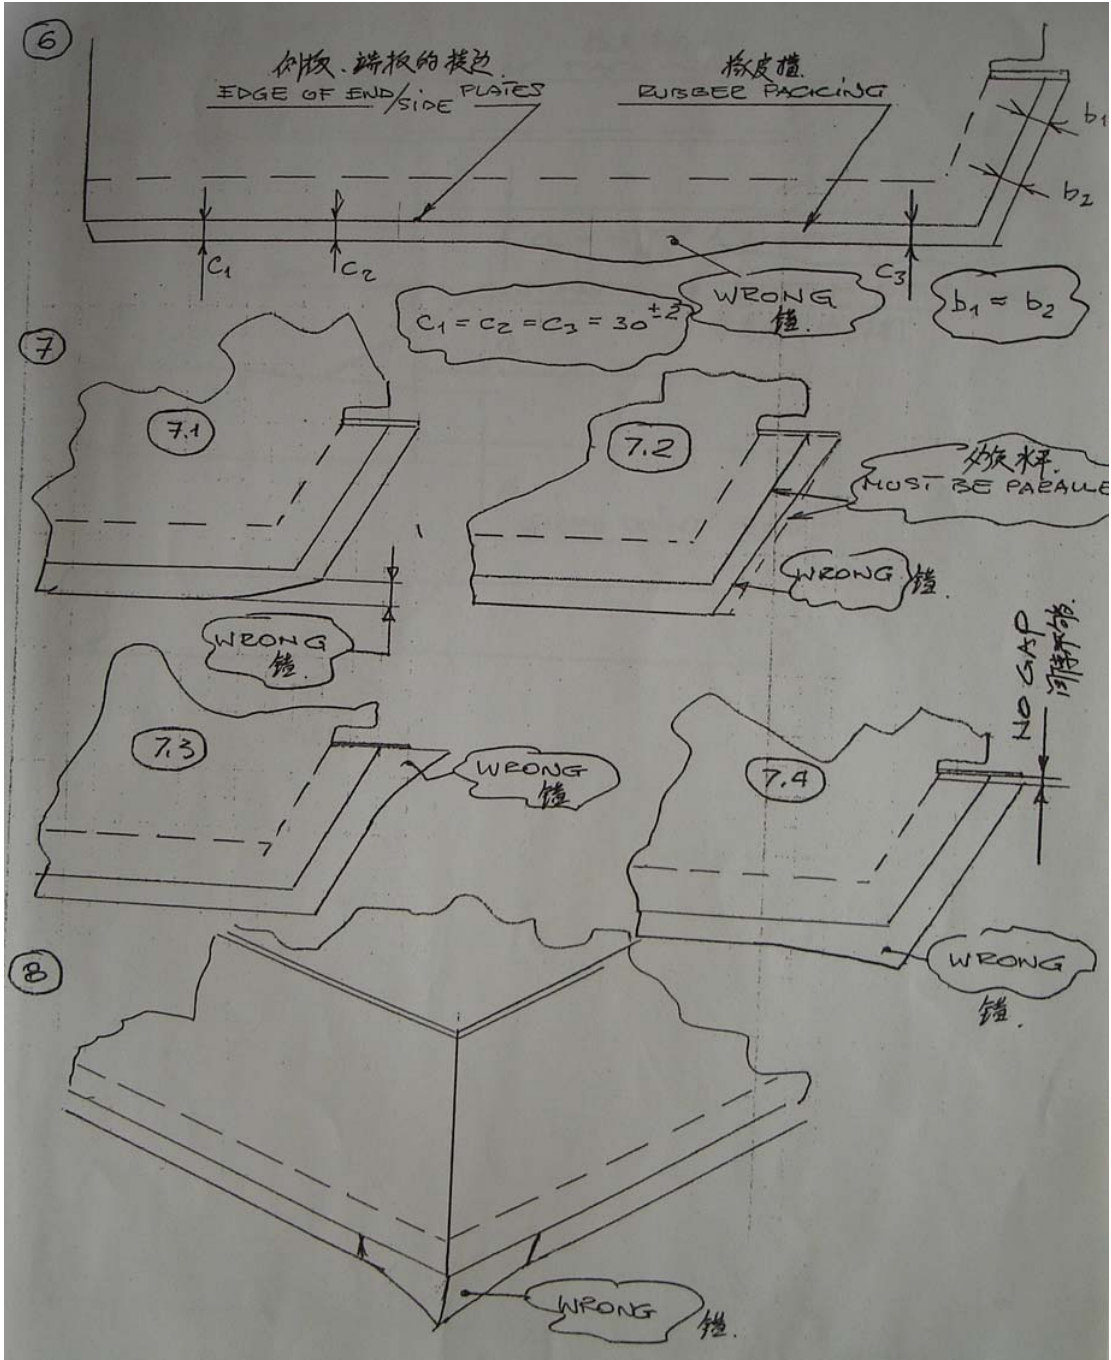 6
侧板、端板的接边
EDGE OF END/SIDE PLATES
橡皮
RUBBER PACKING
b1
b2
C1
C2
C3
C1 = C2 = C3 = 30 ±2
WRONG
错.
b1 = b2
7
7.1
WRONG
错.
7.2
水平.
MUST BE PARALLE
WRONG
错.
7.3
WRONG
错.
7.4
NO GAP
WRONG
错.
8
WRONG
错.